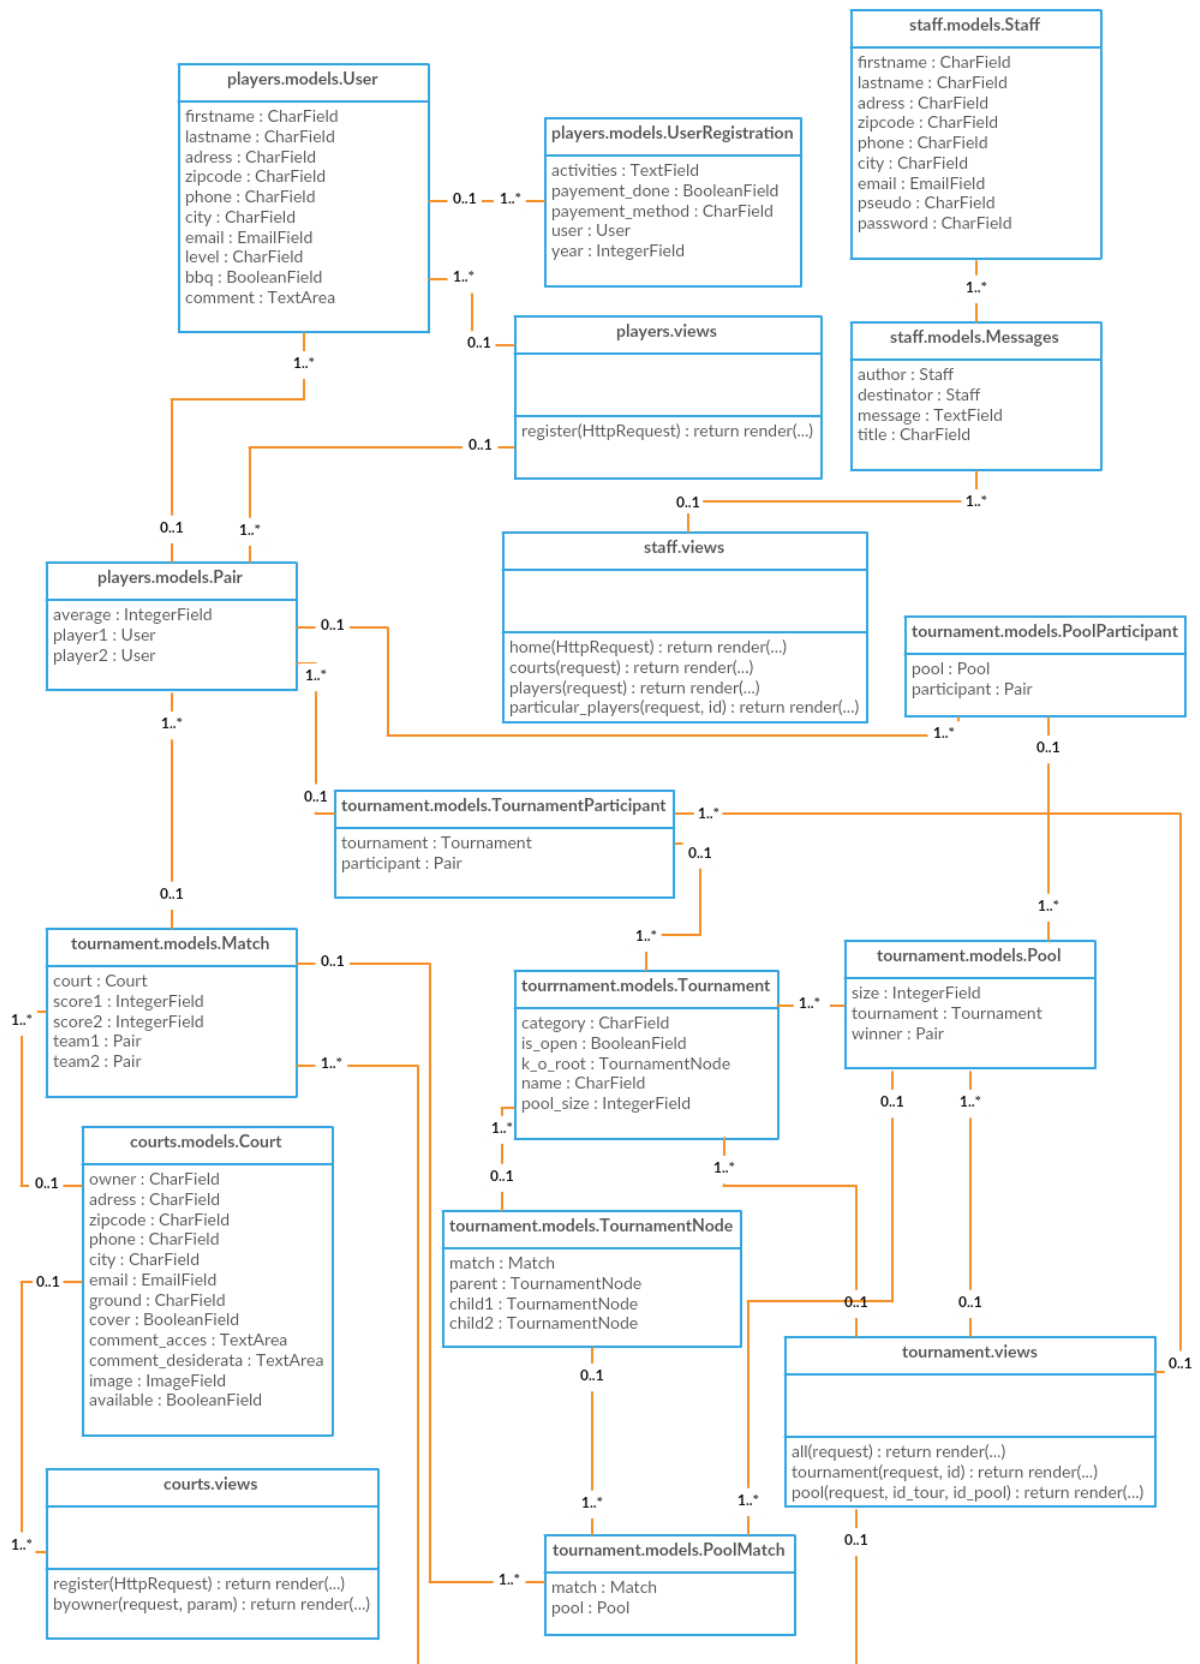 staff.models.Staff
firstname : CharField
lastname : CharField
adress : CharField
zipcode : CharField
phone : CharField
city : CharField
email : EmailField
pseudo : CharField
password : CharField
players.models.User
firstname : CharField
lastname : CharField
adress : CharField
zipcode : CharField
phone : CharField
city : CharField
email : EmailField
level : CharField
bbq : BooleanField
comment : TextArea
players.models.UserRegistration
activities : TextField
payement_done : BooleanField
payement_method : CharField
user : User
year : IntegerField
0..1
1..*
1..*
0..1
1..*
players.views
register(HttpRequest) : return render(...)
1..*
staff.models.Messages
author : Staff
destinator : Staff
message : TextField
title : CharField
0..1
0..1
1..*
0..1
1..*
staff.views
home(HttpRequest) : return render(...)
courts(request) : return render(...)
players(request) : return render(...)
particular_players(request, id) : return render(...)
players.models.Pair
average : IntegerField
player1 : User
player2 : User
0..1
1..*
1..*
tournament.models.PoolParticipant
pool : Pool
participant : Pair
1..*
0..1
0..1
tournament.models.TournamentParticipant
tournament : Tournament
participant : Pair
1..*
0..1
0..1
1..*
1..*
tournament.models.Match
court : Court
score1 : IntegerField
score2 : IntegerField
team1 : Pair
team2 : Pair
0..1
1..*
1..*
tourrnament.models.Tournament
category : CharField
is_open : BooleanField
k_o_root : TournamentNode
name : CharField
pool_size : IntegerField
1..*
tournament.models.Pool
size : IntegerField
tournament : Tournament
winner : Pair
0..1
1..*
1..*
0..1
1..*
courts.models.Court
owner : CharField
adress : CharField
zipcode : CharField
phone : CharField
city : CharField
email : EmailField
ground : CharField
cover : BooleanField
comment_acces : TextArea
comment_desiderata : TextArea
image : ImageField
available : BooleanField
0..1
0..1
tournament.models.TournamentNode
match : Match
parent : TournamentNode
child1 : TournamentNode
child2 : TournamentNode
0..1
0..1
0..1
tournament.views
all(request) : return render(...)
tournament(request, id) : return render(...)
pool(request, id_tour, id_pool) : return render(...)
0..1
0..1
courts.views
register(HttpRequest) : return render(...)
byowner(request, param) : return render(...)
1..*
1..*
1..*
1..*
tournament.models.PoolMatch
match : Match
pool : Pool
0..1